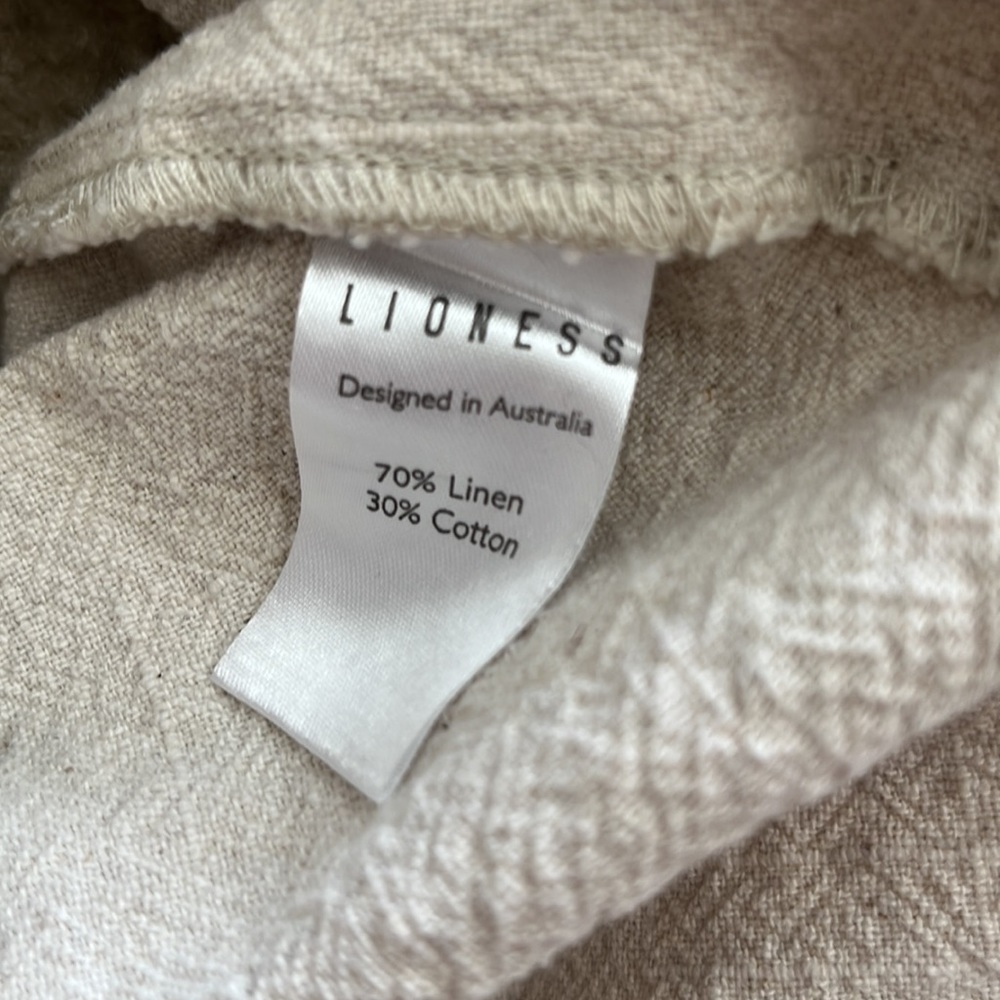 LIONESS
Designed in Australia
70% Linen
30% Cotton